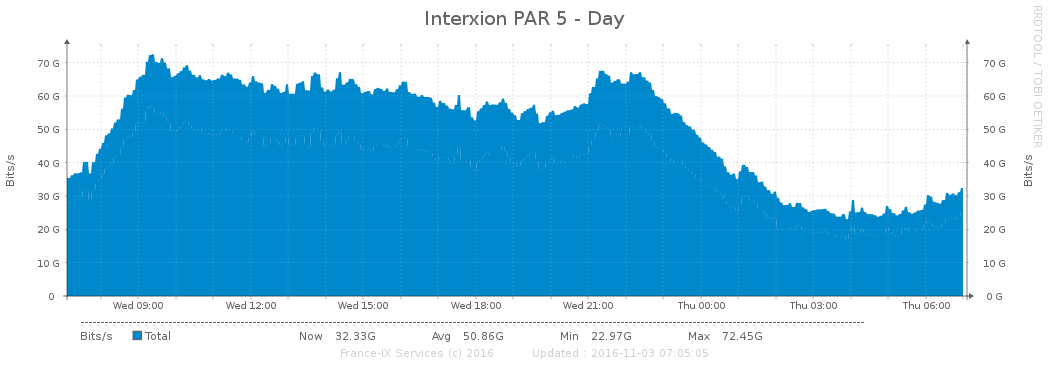 Interxion PAR 5 - Day
RRDTOOL / TOBI OETIKER
Bits/s
70 G 70 G
60 G 60 G
50 G 50 G
40 G 40 G
30 G 30 G
20 G 20 G
10 G 10 G
0 0 G
Bits/s
Wed 09:00 Wed 12:00 Wed 15:00 Wed 18:00 Wed 21:00 Thu 00:00 Thu 03:00 Thu 06:00
Bits/s Total Now 32.33G Avg 50.86G Min 22.97G Max 72.45G
France-IX Services (c) 2016 Updated : 2016-11-03 07:05:05